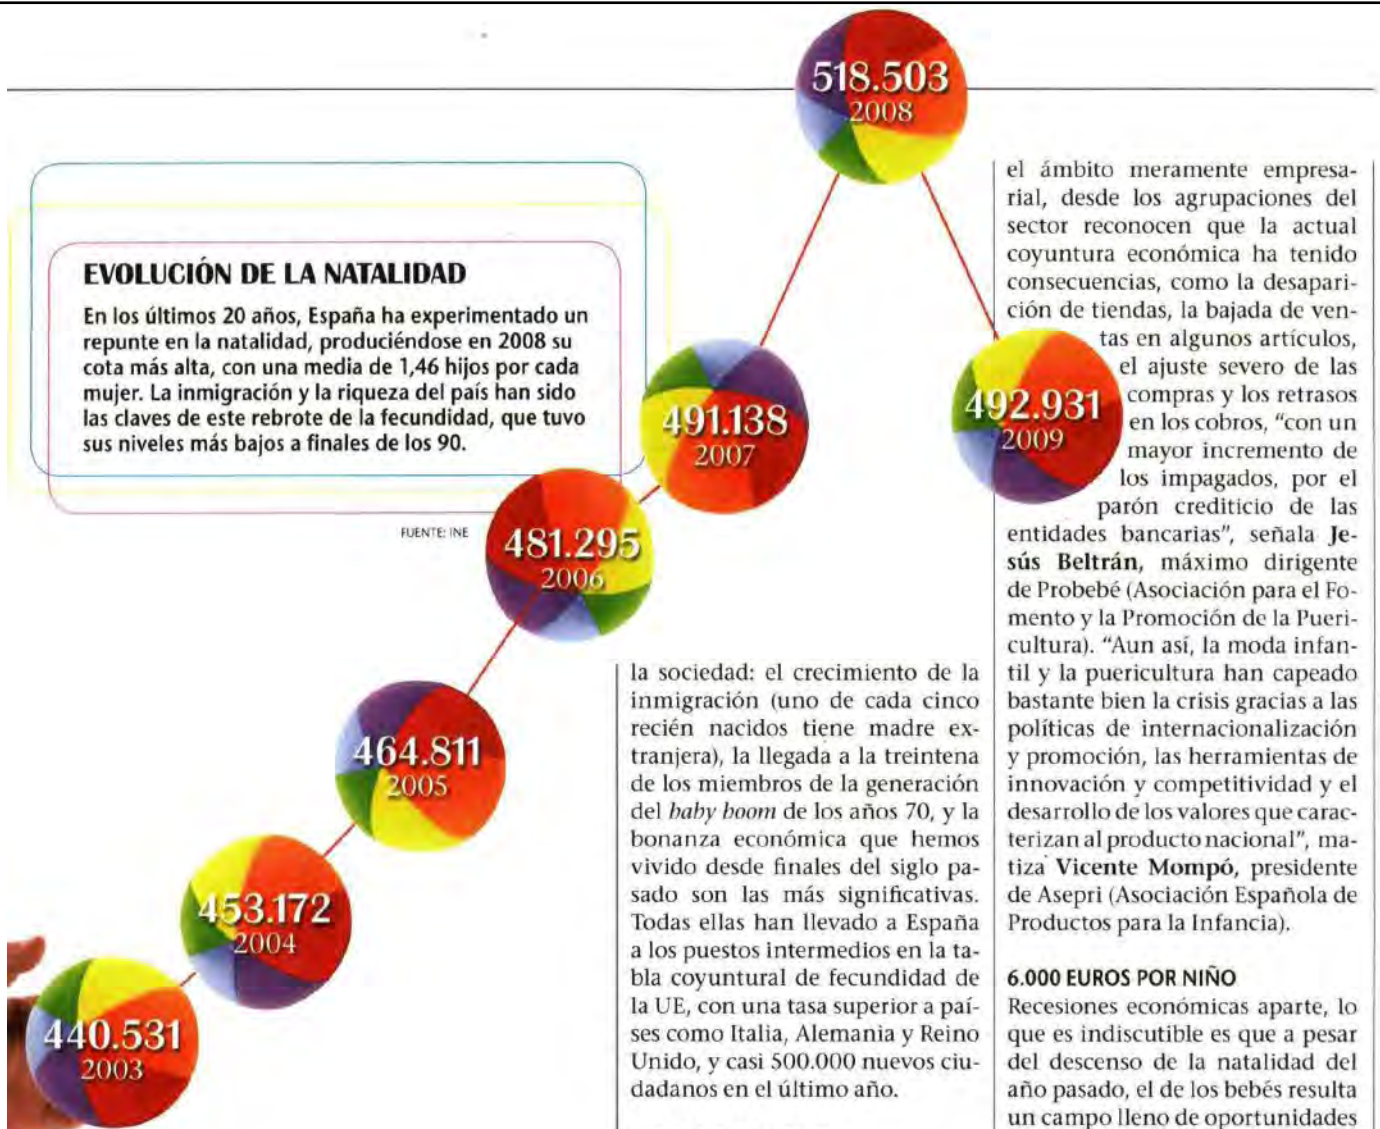 518.503
2008
EVOLUCIÓN DE LA NATALIDAD
En los últimos 20 años, España ha experimentado un
repunte en la natalidad, produciéndose en 2008 su
cota más alta, con una media de 1,46 hijos por cada
mujer. La inmigración y la riqueza del país han sido
las claves de este rebrote de la fecundidad, que tuvo
sus niveles más bajos a finales de los 90.
FUENTE: INE
440.531
2003
453.172
2004
464.811
2005
481.295
2006
491.138
2007
492.931
2009
la sociedad: el crecimiento de la
inmigración (uno de cada cinco
recién nacidos tiene madre ex-
tranjera), la llegada a la treintena
de los miembros de la generación
del baby boom de los años 70, y la
bonanza económica que hemos
vivido desde finales del siglo pa-
sado son las más significativas.
Todas ellas han llevado a España
a los puestos intermedios en la ta-
bla coyuntural de fecundidad de
la UE, con una tasa superior a paí-
ses como Italia, Alemania y Reino
Unido, y casi 500.000 nuevos ciu-
dadanos en el último año.
el ámbito meramente empresa-
rial, desde los agrupaciones del
sector reconocen que la actual
coyuntura económica ha tenido
consecuencias, como la desapari-
ción de tiendas, la bajada de ven-
tas en algunos artículos,
el ajuste severo de las
compras y los retrasos
en los cobros, “con un
mayor incremento de
los impagados, por el
parón crediticio de las
entidades bancarias”, señala Je-
sús Beltrán, máximo dirigente
de Probebé (Asociación para el Fo-
mento y la Promoción de la Pueri-
cultura). “Aun así, la moda infan-
til y la puericultura han capeado
bastante bien la crisis gracias a las
políticas de internacionalización
y promoción, las herramientas de
innovación y competitividad y el
desarrollo de los valores que carac-
terizan al producto nacional”, ma-
tiza Vicente Mompó, presidente
de Asepri (Asociación Española de
Productos para la Infancia).
6.000 EUROS POR NIÑO
Recesiones económicas aparte, lo
que es indiscutible es que a pesar
del descenso de la natalidad del
año pasado, el de los bebés resulta
un campo lleno de oportunidades